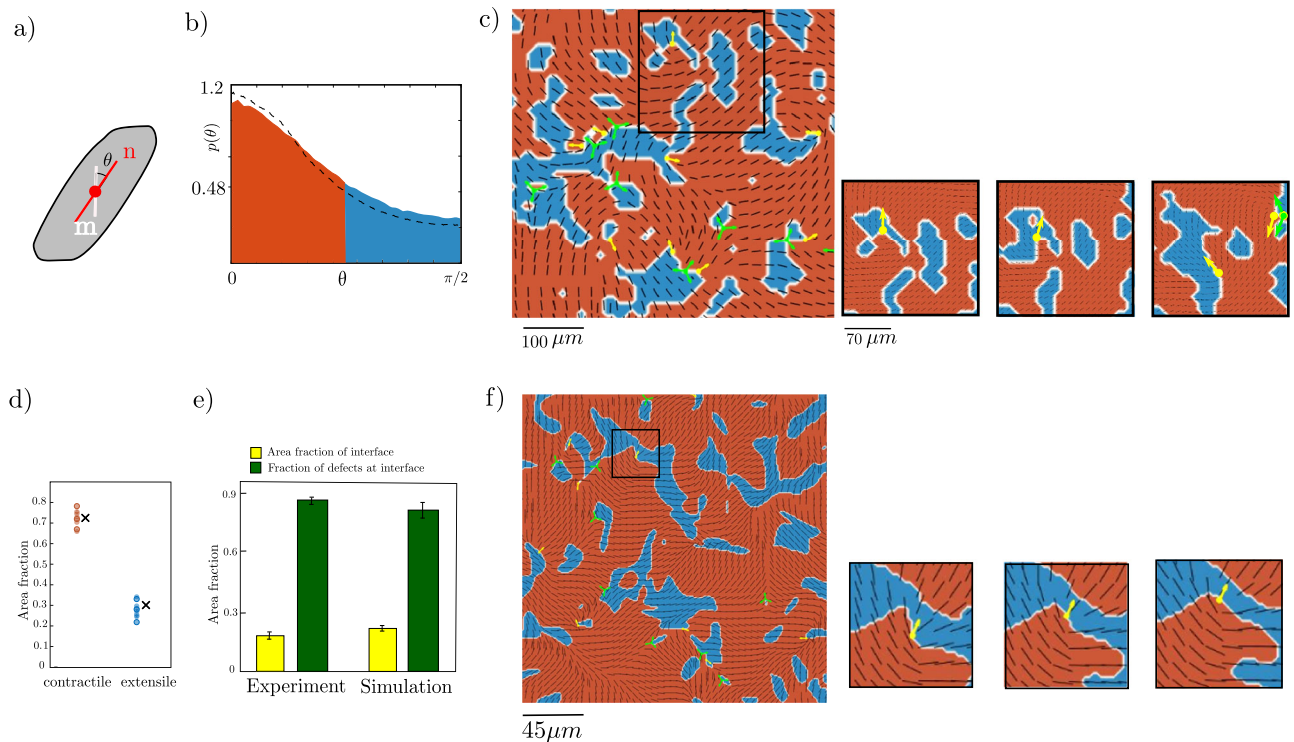 a)
n
θ
m
b)
1.2
p(θ)
0.48
0
θ
π/2
c)
100 μm
70 μm
d)
Area fraction
0.8
0.7
0.6
0.5
0.4
0.3
0.2
0.1
0
contractile
extensile
e)
Area fraction of interface
Fraction of defects at interface
Area fraction
0.9
0.6
0.3
0
Experiment
Simulation
f)
45μm